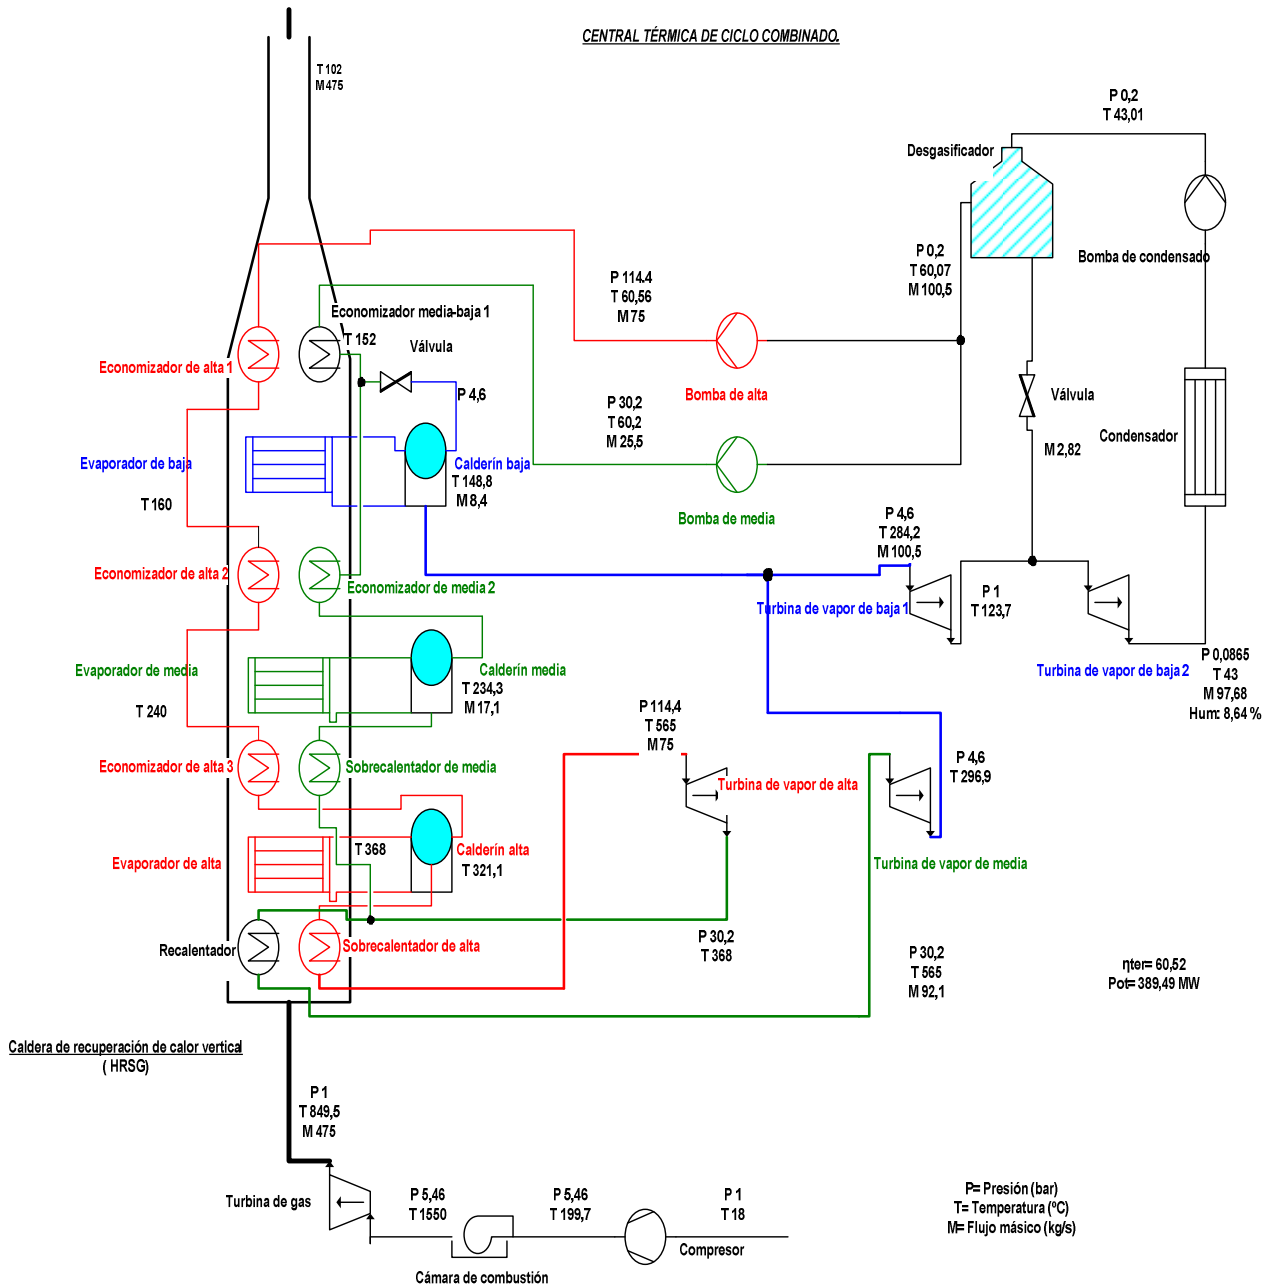 CENTRAL TÉRMICA DE CICLO COMBINADO.
T 102
M 475
P 0,2
T 43,01
Desgasificador
Bomba de condensado
P 0,2
T 60,07
M 100,5
P 114.4
T 60,56
M 75
Economizador media-baja 1
T 152
Válvula
Economizador de alta 1
P 4,6
Bomba de alta
Válvula
P 30,2
T 60,2
M 25,5
Condensador
M 2,82
Evaporador de baja
Calderín baja
T 148,8
M 8,4
T 160
Bomba de media
P 4,6
T 284,2
M 100,5
Economizador de alta 2
Economizador de media 2
P 1
T 123,7
Turbina de vapor de baja 1
Turbina de vapor de baja 2
P 0,0865
T 43
M 97,68
Hum: 8,64 %
Evaporador de media
Calderín media
T 234,3
M 17,1
T 240
P 114,4
T 565
M 75
Economizador de alta 3
Sobrecalentador de media
P 4,6
T 296,9
Turbina de vapor de alta
T 368
Calderín alta
T 321,1
Evaporador de alta
Turbina de vapor de media
Recalentador
Sobrecalentador de alta
P 30,2
T 368
P 30,2
T 565
M 92,1
ηter= 60,52
Pot= 389,49 MW
Caldera de recuperación de calor vertical
( HRSG)
P 1
T 849,5
M 475
Turbina de gas
P 5,46
T 1550
P 5,46
T 199,7
P 1
T 18
Compresor
Cámara de combustión
P= Presión (bar)
T= Temperatura (ºC)
M= Flujo másico (kg/s)